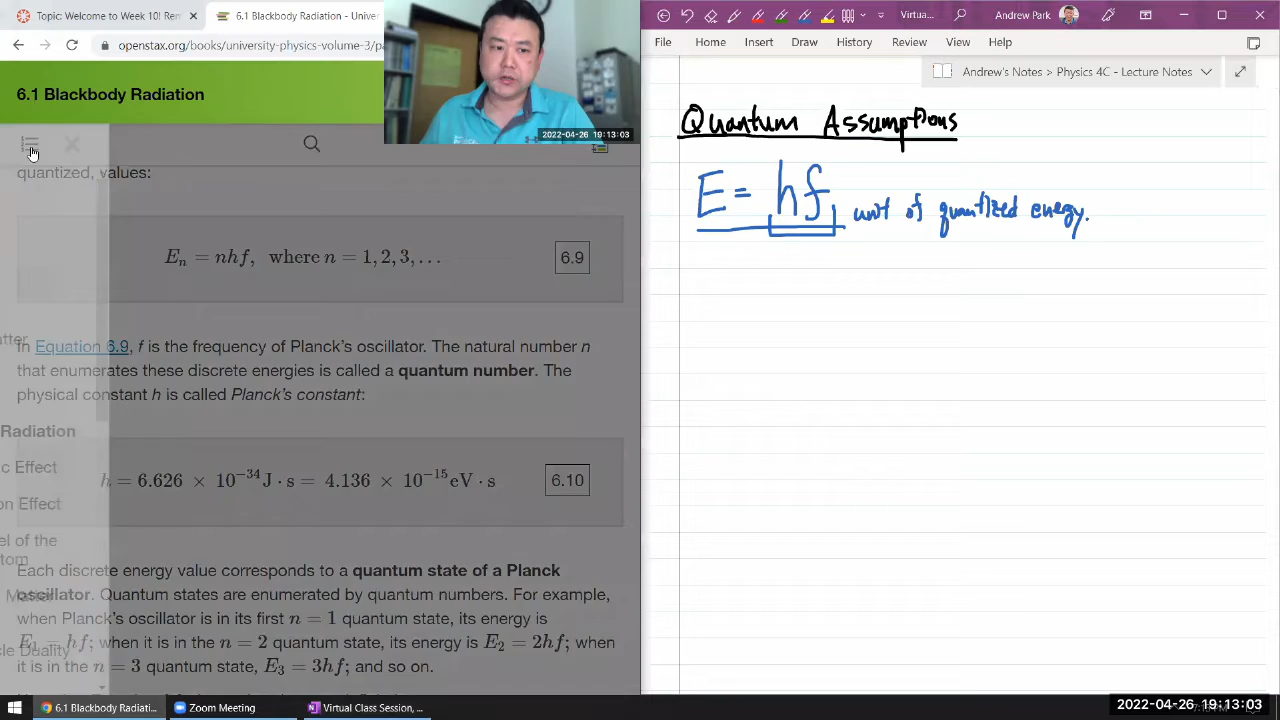 Topic: Welcome to Week 10! Ren
6.1 Blackbody Radiation - Univer
openstax.org/books/university-physics-volume-3/pa
6.1 Blackbody Radiation
2022-04-26 19:13:03
quantized, values:
E_n = nhf, where n = 1, 2, 3, . . . 6.9
In Equation 6.9, f is the frequency of Planck's oscillator. The natural number n
that enumerates these discrete energies is called a quantum number. The
physical constant h is called Planck's constant:
Radiation
c Effect
on Effect
h = 6.626 × 10^−34 J · s = 4.136 × 10^−15 eV · s 6.10
el of the
tom
Each discrete energy value corresponds to a quantum state of a Planck
oscillator. Quantum states are enumerated by quantum numbers. For example,
when Planck's oscillator is in its first n = 1 quantum state, its energy is
E_1 = hf; when it is in the n = 2 quantum state, its energy is E_2 = 2hf; when
it is in the n = 3 quantum state, E_3 = 3hf; and so on.
cle Duality
Virtua...
Andrew Park
File Home Insert Draw History Review View Help
Andrew's Notes > Physics 4C - Lecture Notes
Quantum Assumptions
E = hf unit of quantized energy.
6.1 Blackbody Radiati...
Zoom Meeting
Virtual Class Session, ...
2022-04-26 19:13:03